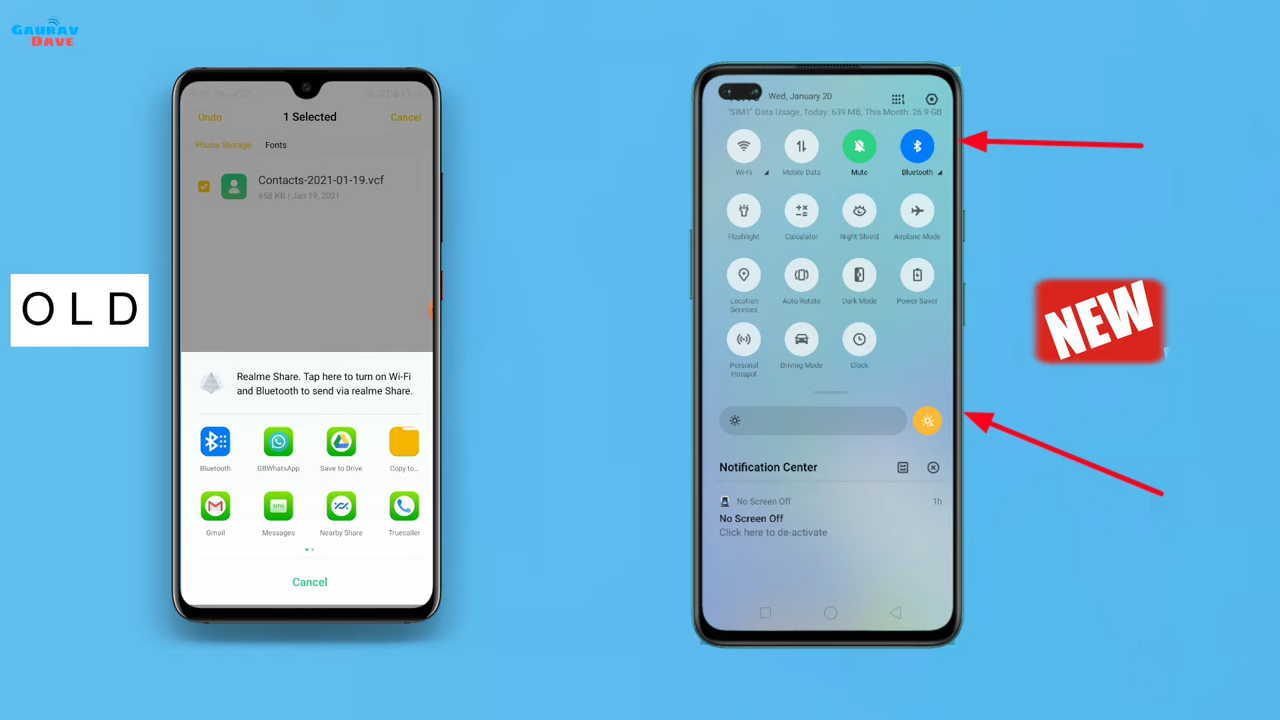 GAURAV
DAVE
OLD
Undo
1 Selected
Cancel
Phone Storage
Fonts
Contacts-2021-01-19.vcf
658 KB | Jan 19, 2021
Realme Share. Tap here to turn on Wi-Fi
and Bluetooth to send via realme Share.
Bluetooth
GBWhatsApp
Save to Drive
Copy to...
Gmail
SMS
Messages
Nearby Share
Truecaller
Cancel
Wed, January 20
"SIM1" Data Usage, Today: 639 MB, This Month: 26.9 GB
Wi-Fi
Mobile Data
Mute
Bluetooth
Flashlight
Calculator
Night Shield
Airplane Mode
Location
Services
Auto Rotate
Dark Mode
Power Saver
Personal
Hotspot
Driving Mode
Clock
Notification Center
No Screen Off
1h
No Screen Off
Click here to de-activate
NEW